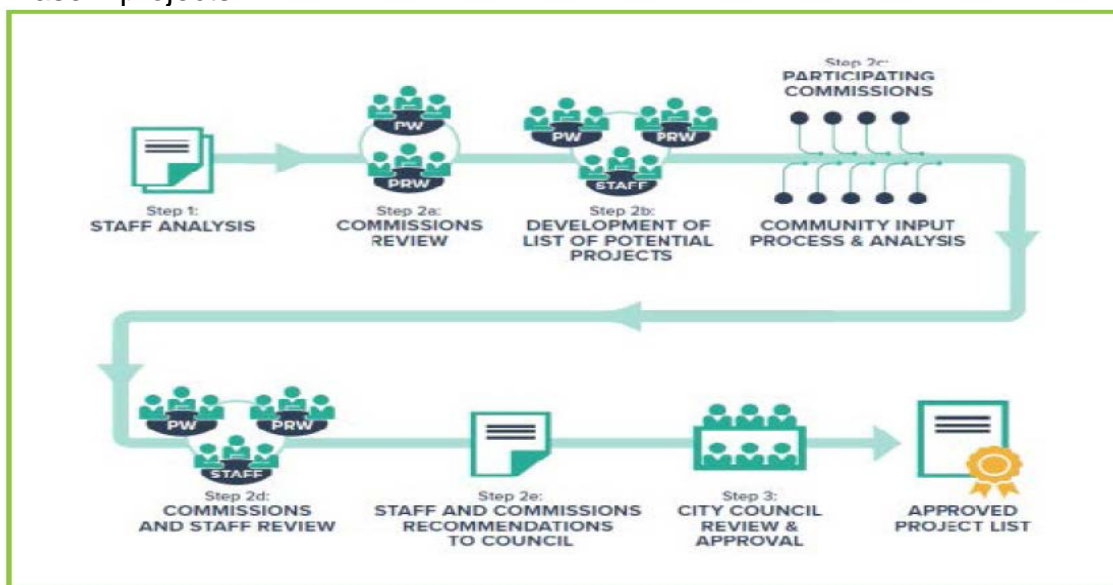 Step 2c:
PARTICIPATING
COMMISSIONS
PW
PRW
PW
PRW
STAFF
Step 1:
STAFF ANALYSIS
Step 2a:
COMMISSIONS
REVIEW
Step 2b:
DEVELOPMENT OF
LIST OF POTENTIAL
PROJECTS
COMMUNITY INPUT
PROCESS & ANALYSIS
PW
PRW
STAFF
Step 2d:
COMMISSIONS
AND STAFF REVIEW
Step 2e:
STAFF AND COMMISSIONS
RECOMMENDATIONS
TO COUNCIL
Step 3:
CITY COUNCIL
REVIEW &
APPROVAL
APPROVED
PROJECT LIST